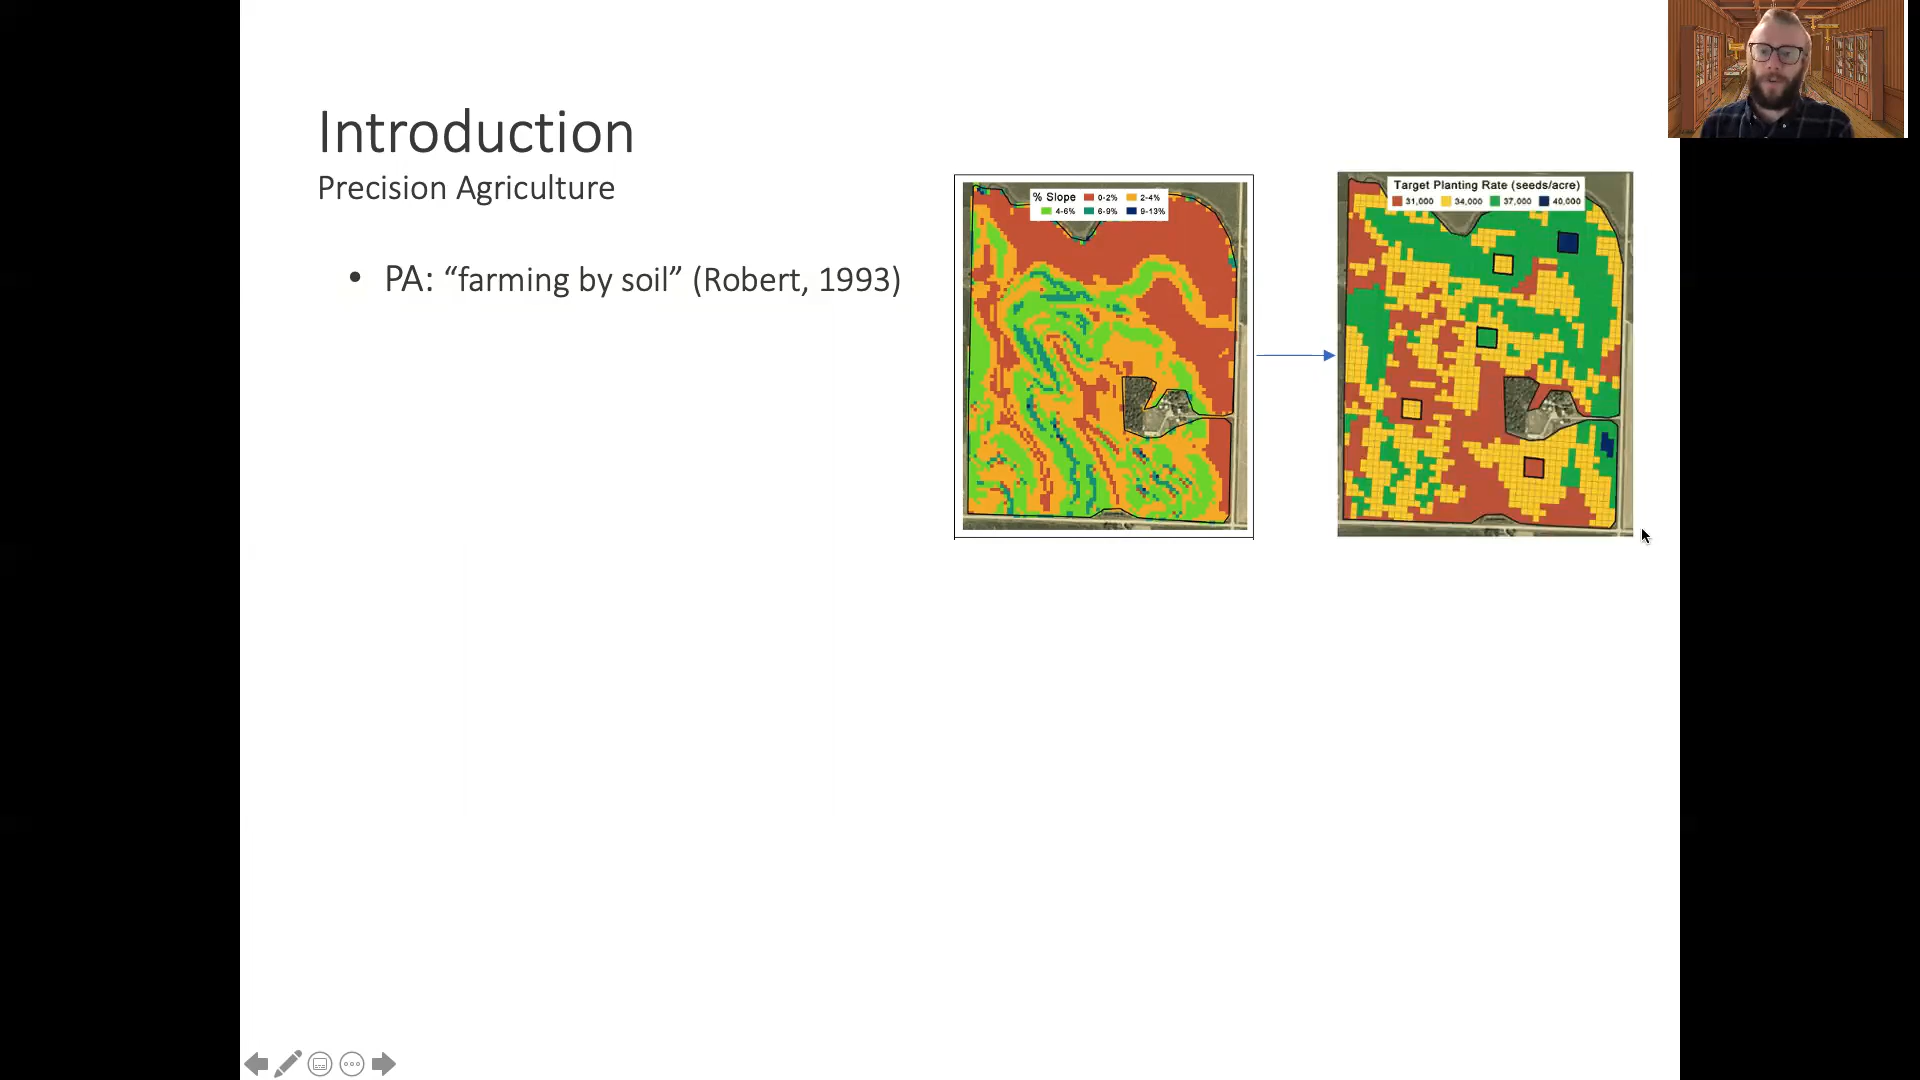 Introduction
Precision Agriculture
• PA: “farming by soil” (Robert, 1993)
% Slope 0-2% 2-4%
4-6% 6-9% 9-13%
Target Planting Rate (seeds/acre)
31,000 34,000 37,000 40,000